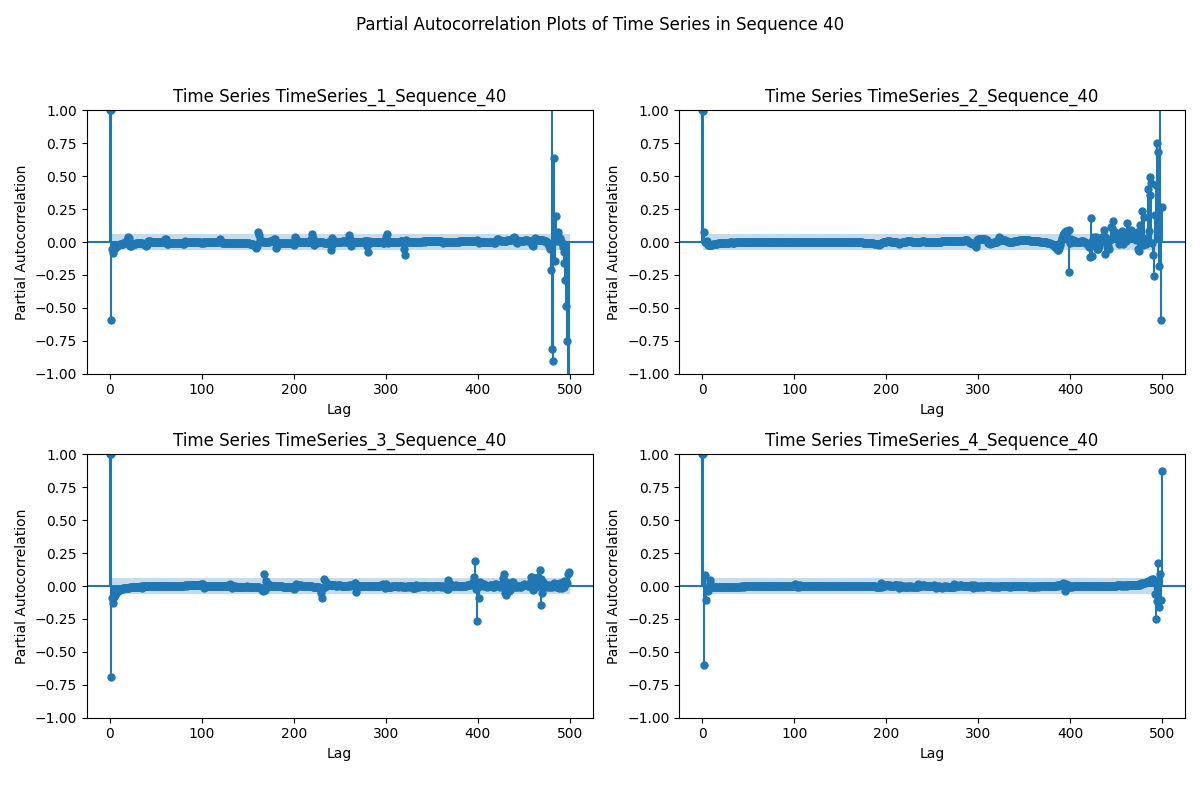 Partial Autocorrelation Plots of Time Series in Sequence 40
Time Series TimeSeries_1_Sequence_40
1.00
0.75
0.50
0.25
0.00
−0.25
−0.50
−0.75
−1.00
Partial Autocorrelation
0 100 200 300 400 500
Lag
Time Series TimeSeries_2_Sequence_40
1.00
0.75
0.50
0.25
0.00
−0.25
−0.50
−0.75
−1.00
Partial Autocorrelation
0 100 200 300 400 500
Lag
Time Series TimeSeries_3_Sequence_40
1.00
0.75
0.50
0.25
0.00
−0.25
−0.50
−0.75
−1.00
Partial Autocorrelation
0 100 200 300 400 500
Lag
Time Series TimeSeries_4_Sequence_40
1.00
0.75
0.50
0.25
0.00
−0.25
−0.50
−0.75
−1.00
Partial Autocorrelation
0 100 200 300 400 500
Lag